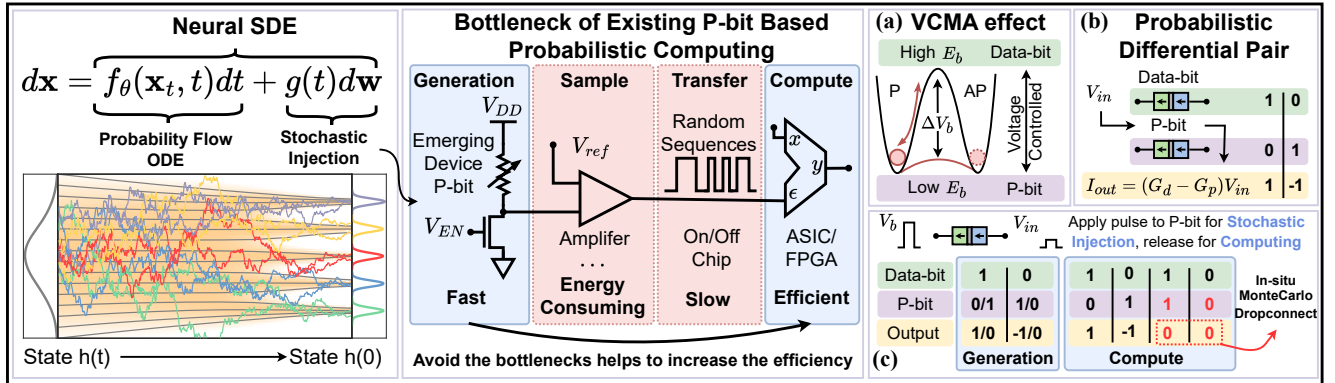 Neural SDE
dx = f_θ(x_t, t)dt + g(t)dw
Probability Flow
ODE
Stochastic
Injection
State h(t)
State h(0)
Bottleneck of Existing P-bit Based
Probabilistic Computing
Generation
Sample
Transfer
Compute
V_DD
Emerging
Device
P-bit
V_EN
V_ref
Amplifer
...
Random
Sequences
On/Off
Chip
x
y
ϵ
ASIC/
FPGA
Fast
Energy
Consuming
Slow
Efficient
Avoid the bottlenecks helps to increase the efficiency
(a) VCMA effect
High E_b Data-bit
P
AP
ΔV_b
Voltage
Controlled
Low E_b P-bit
(b) Probabilistic
Differential Pair
Data-bit
V_in
1 0
P-bit
0 1
I_out = (G_d − G_p)V_in 1 -1
V_b
V_in
Apply pulse to P-bit for Stochastic
Injection, release for Computing
Data-bit 1 0 1 0 1 0
P-bit 0/1 1/0 0 1 1 0
Output 1/0 -1/0 1 -1 0 0
In-situ
MonteCarlo
Dropconnect
(c) Generation Compute